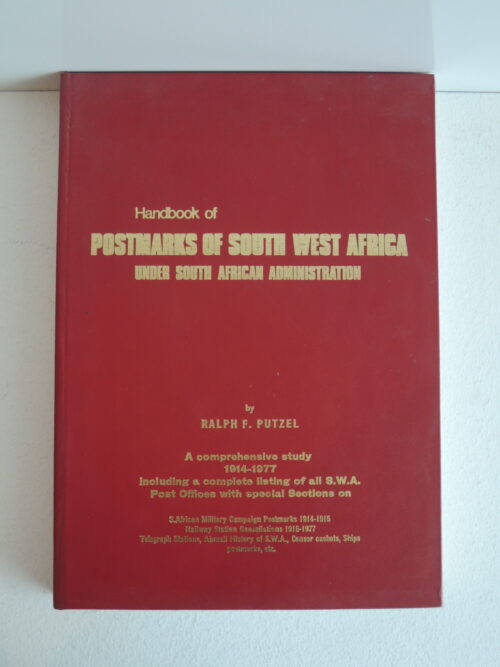 Handbook of
POSTMARKS OF SOUTH WEST AFRICA
UNDER SOUTH AFRICAN ADMINISTRATION
by
RALPH F. PUTZEL
A comprehensive study
1914-1977
Including a complete listing of all S.W.A.
Post Offices with special Sections on
S.African Military Campaign Postmarks 1914-1915
Railway Station Cancellations 1915-1977
Telegraph Stations, Airmail History of S.W.A., Censor cachets, Ships
postmarks, etc.